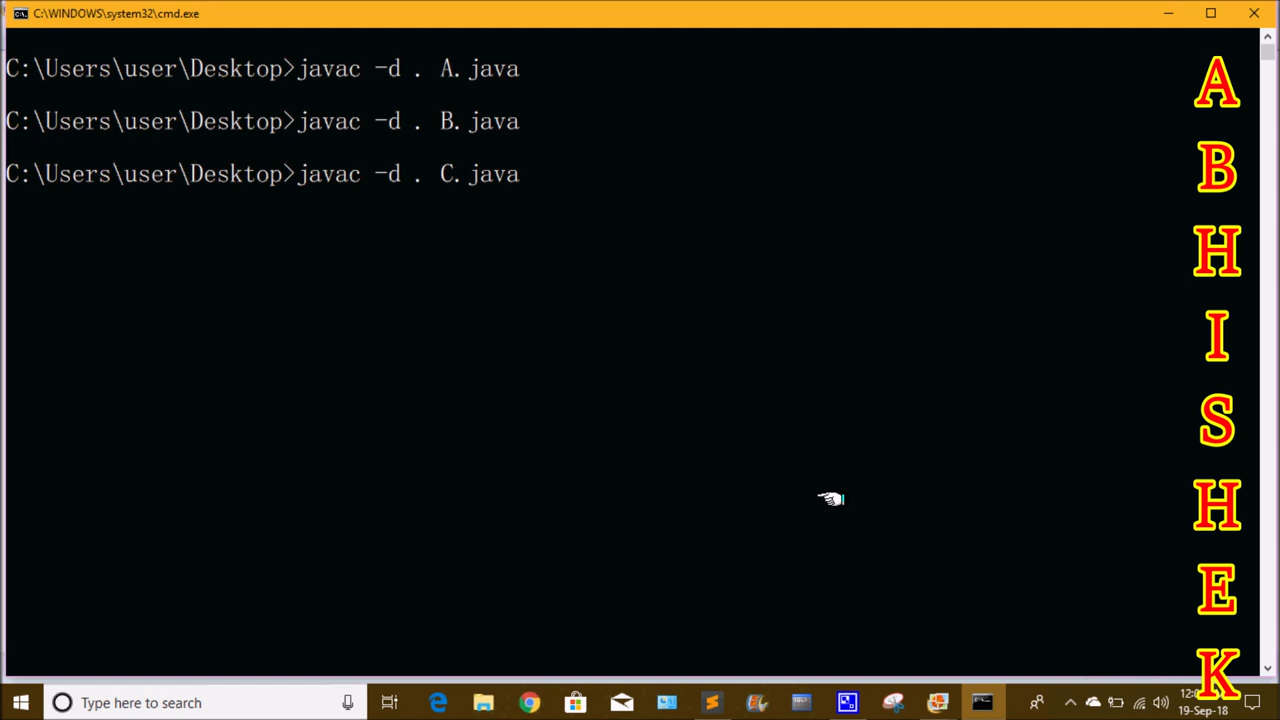 C:\WINDOWS\system32\cmd.exe
C:\Users\user\Desktop>javac -d . A.java
C:\Users\user\Desktop>javac -d . B.java
C:\Users\user\Desktop>javac -d . C.java
A
B
H
I
S
H
E
K
Type here to search
19-Sep-18